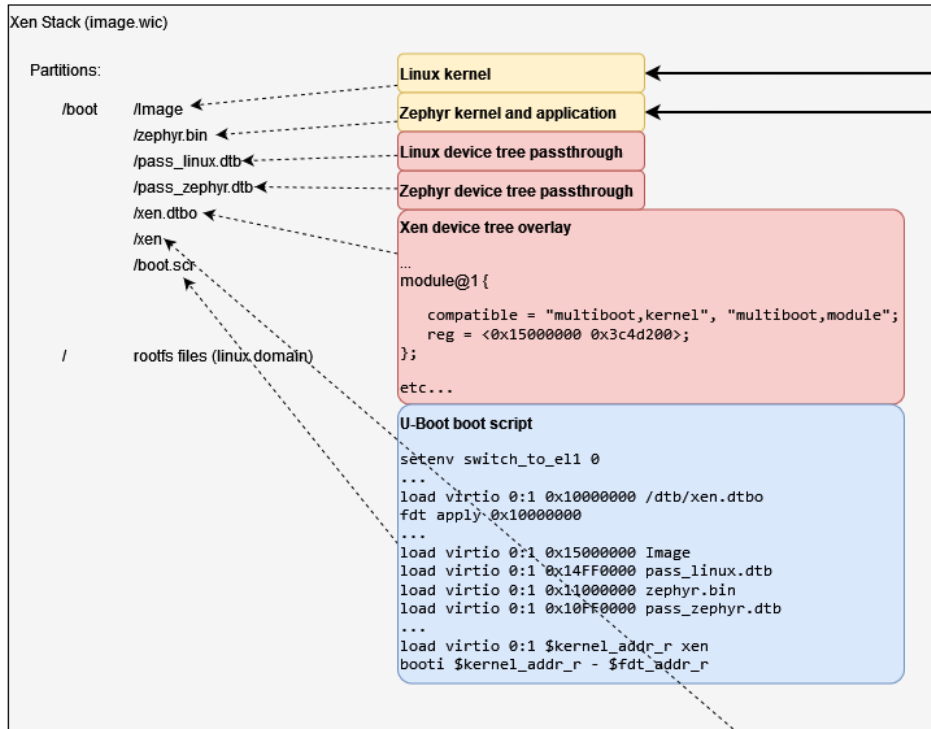 Xen Stack (image.wic)
Partitions:
/boot
/Image
/zephyr.bin
/pass_linux.dtb
/pass_zephyr.dtb
/xen.dtbo
/xen
/boot.scr
/
rootfs files (linux domain)
Linux kernel
Zephyr kernel and application
Linux device tree passthrough
Zephyr device tree passthrough
Xen device tree overlay
...
module@1 {
compatible = "multiboot,kernel", "multiboot,module";
reg = <0x15000000 0x3c4d200>;
};
etc...
U-Boot boot script
setenv switch_to_el1 0
...
load virtio 0:1 0x10000000 /dtb/xen.dtbo
fdt apply 0x10000000
...
load virtio 0:1 0x15000000 Image
load virtio 0:1 0x14FF0000 pass_linux.dtb
load virtio 0:1 0x11000000 zephyr.bin
load virtio 0:1 0x10FF0000 pass_zephyr.dtb
...
load virtio 0:1 $kernel_addr_r xen
booti $kernel_addr_r - $fdt_addr_r